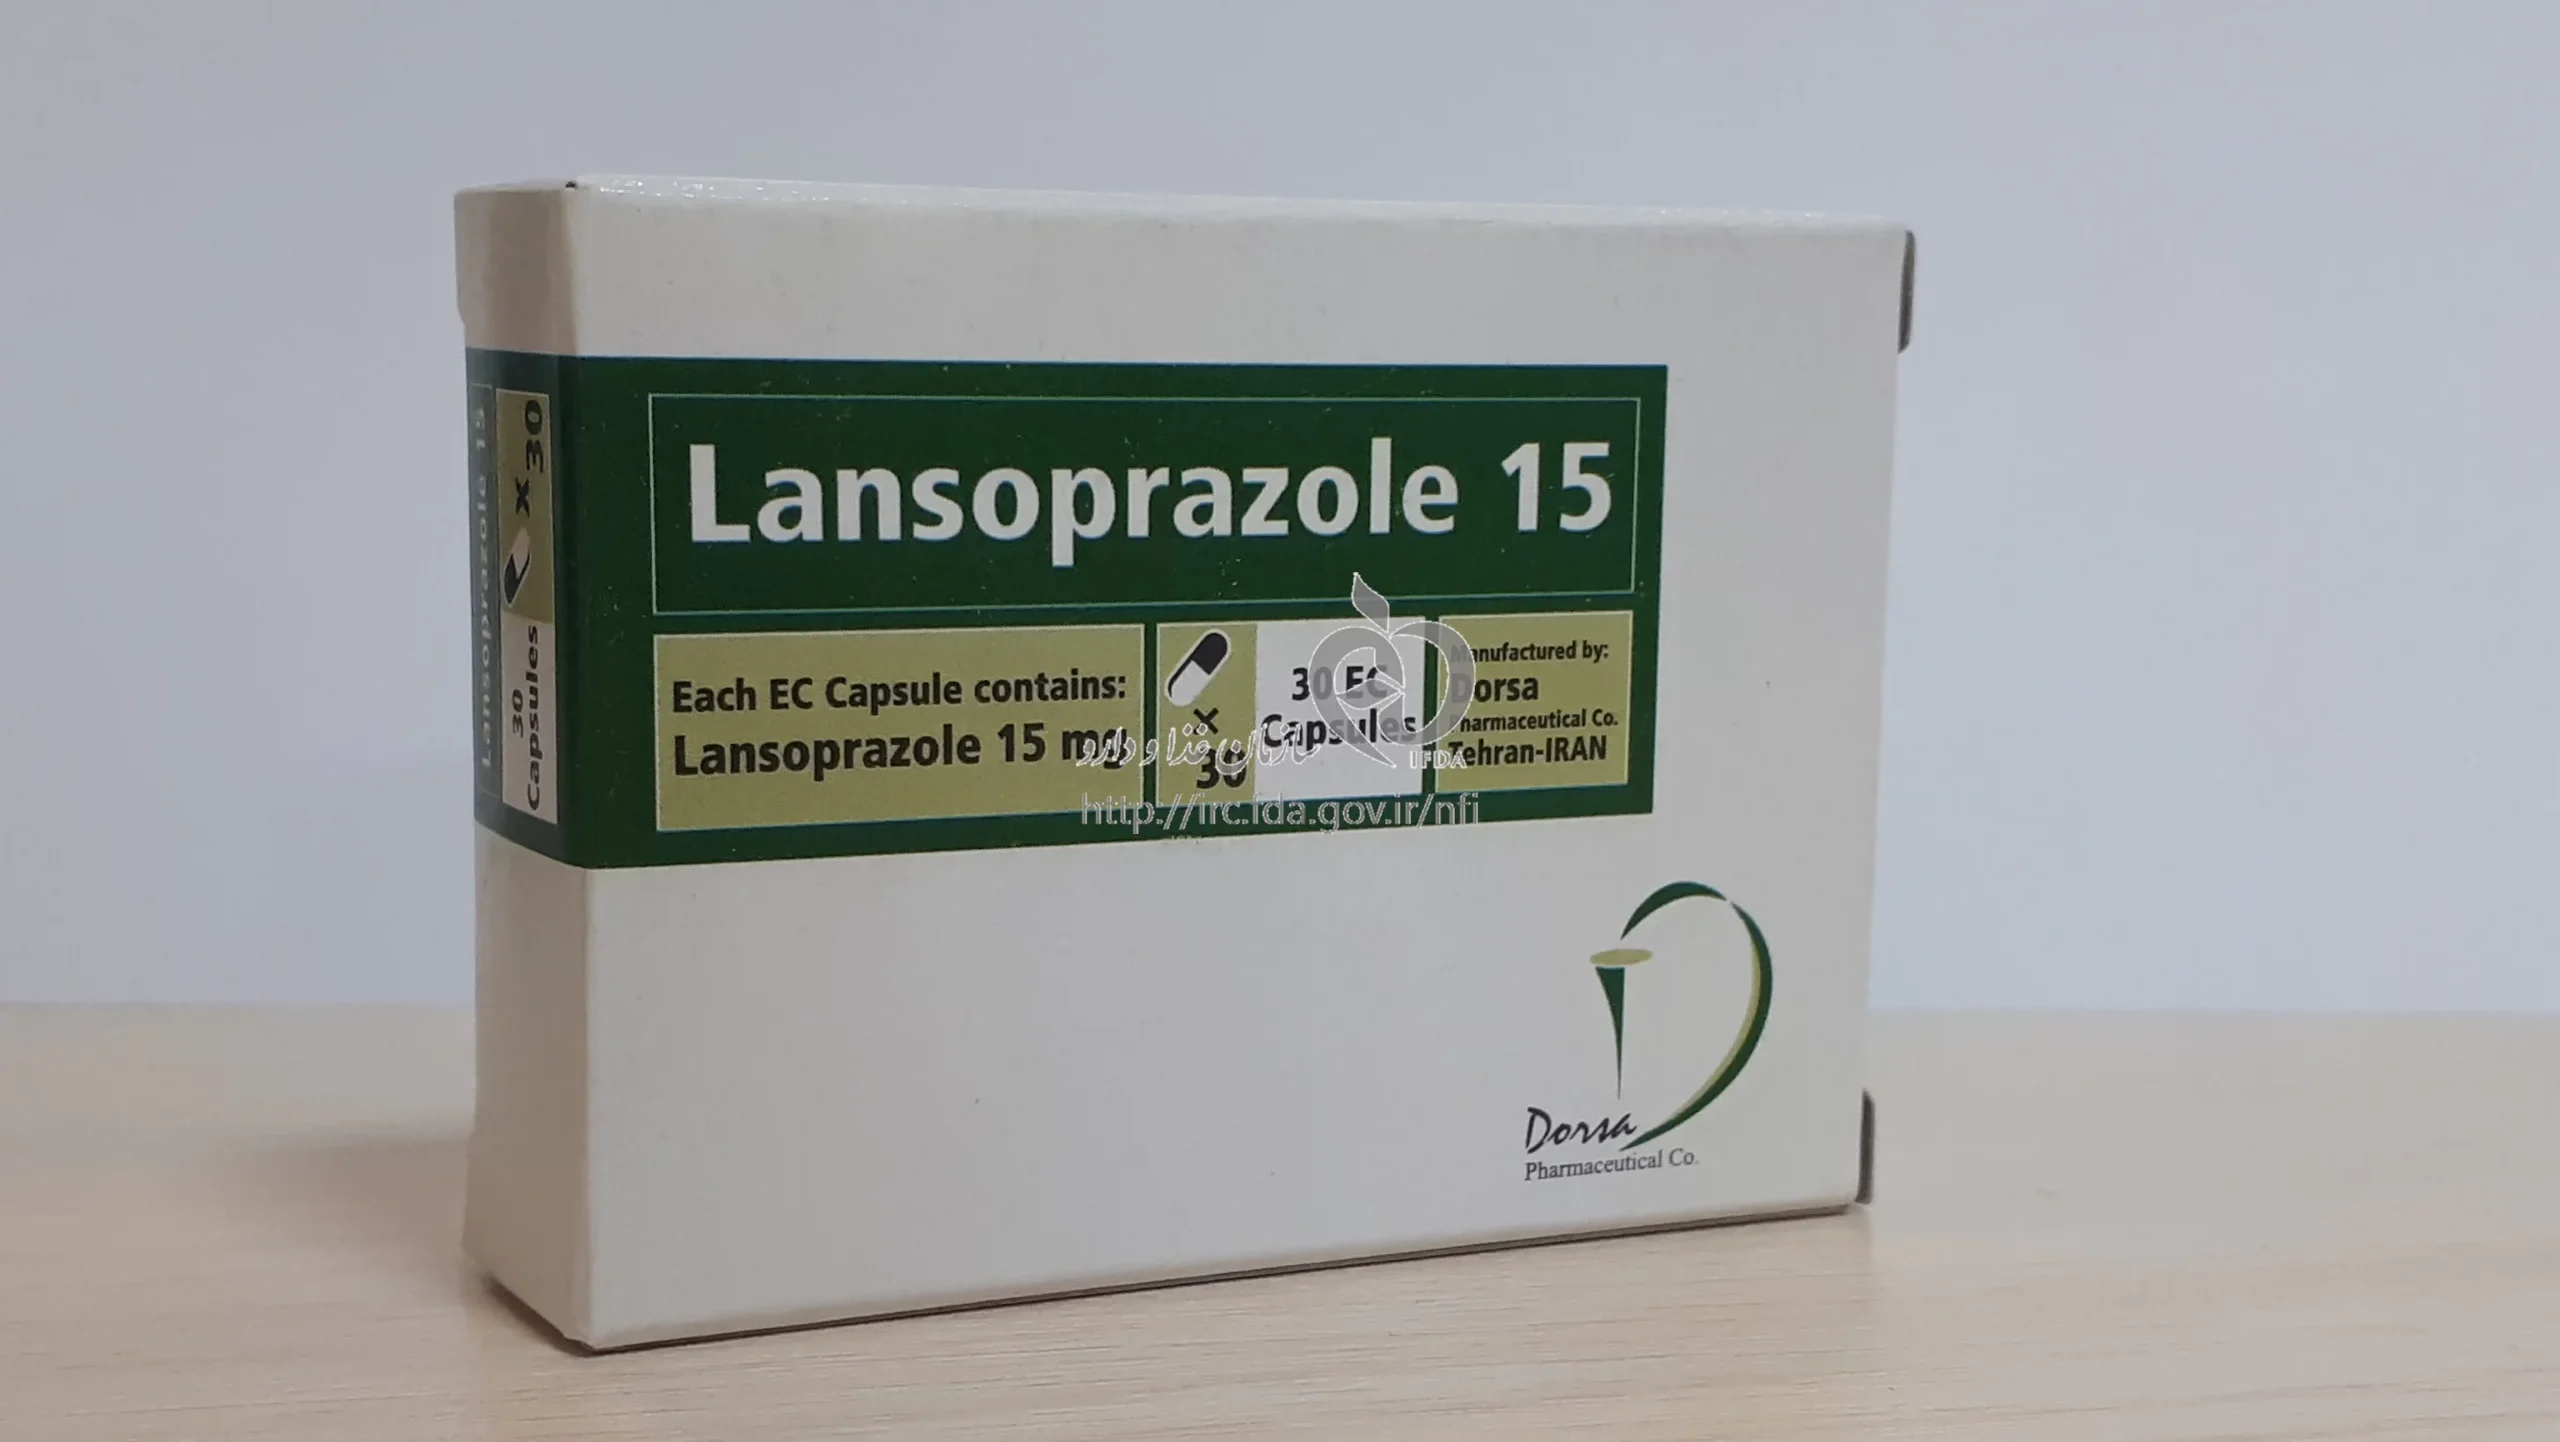 Lansoprazole 15
Each EC Capsule contains:
Lansoprazole 15 mg
×
30
30 EC
Capsules
Manufactured by:
Dorsa
Pharmaceutical Co.
Tehran-IRAN
سازمان غذا و دارو
IFDA
http://irc.fda.gov.ir/nfi
Dorsa
Pharmaceutical Co.
Lansoprazole 15
x 30
30
Capsules